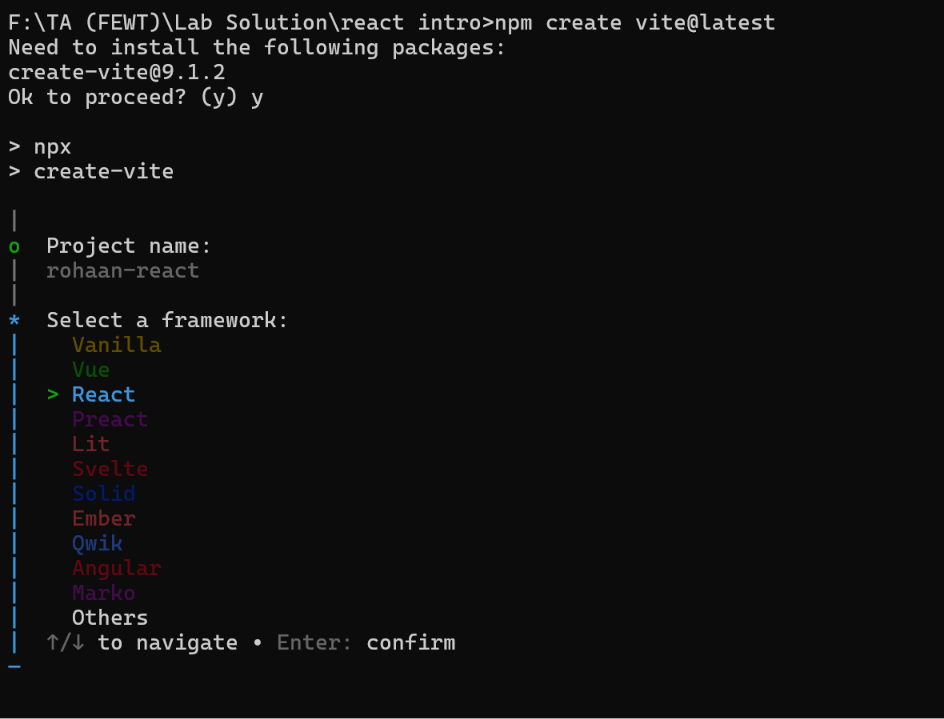 F:\TA (FEWT)\Lab Solution\react intro>npm create vite@latest
Need to install the following packages:
create-vite@9.1.2
Ok to proceed? (y) y
> npx
> create-vite
|
o  Project name:
|  rohaan-react
|
*  Select a framework:
|    Vanilla
|    Vue
|  > React
|    Preact
|    Lit
|    Svelte
|    Solid
|    Ember
|    Qwik
|    Angular
|    Marko
|    Others
|  ↑/↓ to navigate • Enter: confirm
—